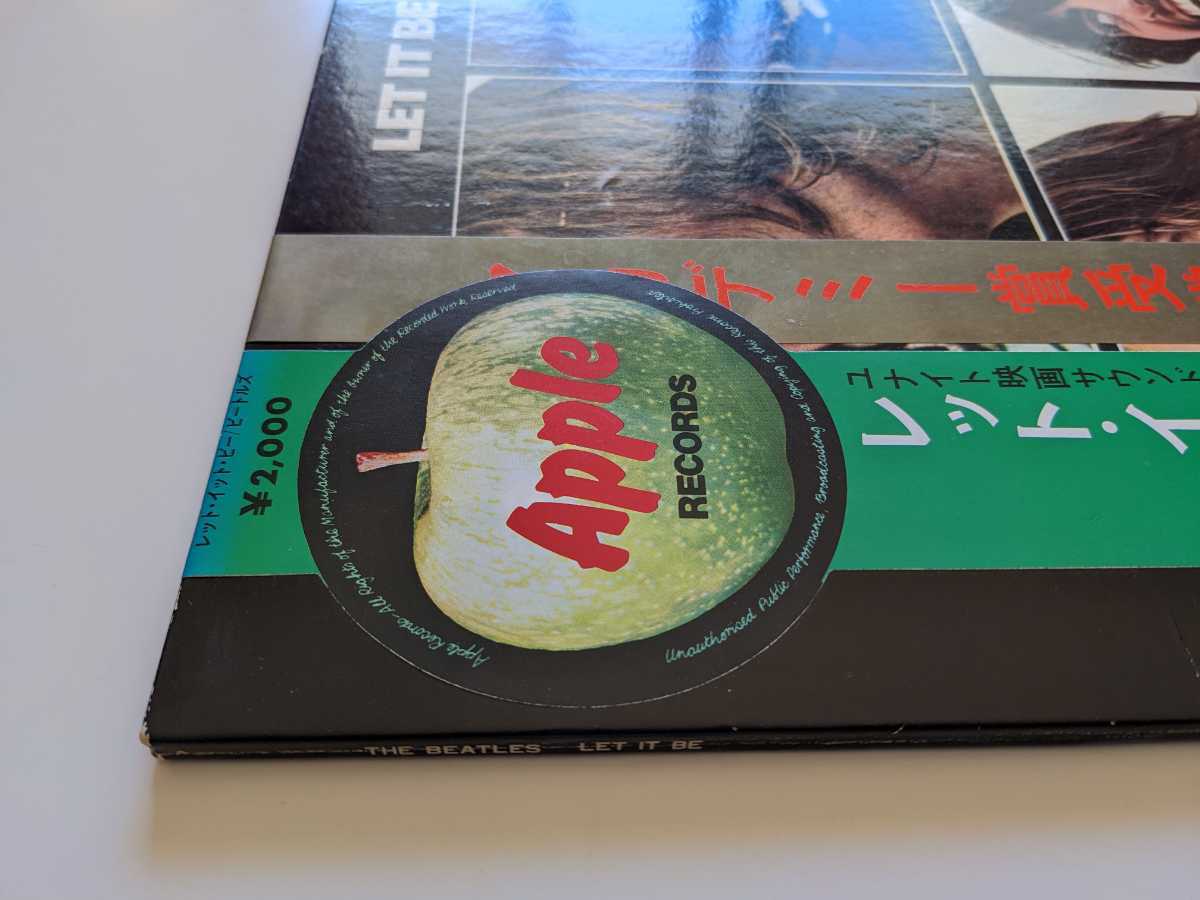 LET IT BE
デミー賞受
レット・イット・ビー/ビートルズ
¥2,000
Apple
RECORDS
Apple Records-All Rights of the Manufacturer and of the Owner of the Recorded Work Reserved
Unauthorised Public Performance, Broadcasting and Copying of this Record Prohibited
ユナイト映画サウンド
レット・イ
THE BEATLES LET IT BE